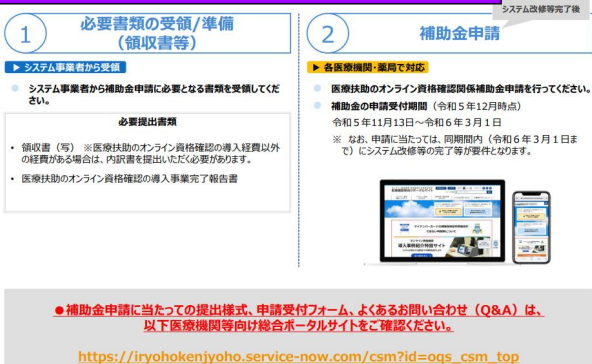 システム改修等完了後
1
必要書類の受領/準備
(領収書等)
▶ システム事業者から受領
システム事業者から補助金申請に必要となる書類を受領してくだ
さい。
必要提出書類
・ 領収書（写） ※医療扶助のオンライン資格確認の導入経費以外
の経費がある場合は、内訳書を提出いただく必要があります。
・ 医療扶助のオンライン資格確認の導入事業完了報告書
2
補助金申請
▶ 各医療機関・薬局で対応
医療扶助のオンライン資格確認関係補助金申請を行ってください。
補助金の申請受付期間（令和５年12月時点）
令和５年11月13日～令和６年３月１日
※ なお、申請に当たっては、同期間内（令和６年３月１日ま
で）にシステム改修等の完了等が要件となります。
導入事例紹介特設サイト
●補助金申請に当たっての提出様式、申請受付フォーム、よくあるお問い合わせ（Q&A）は、
以下医療機関等向け総合ポータルサイトをご確認ください。
https://iryohokenjyoho.service-now.com/csm?id=oqs_csm_top